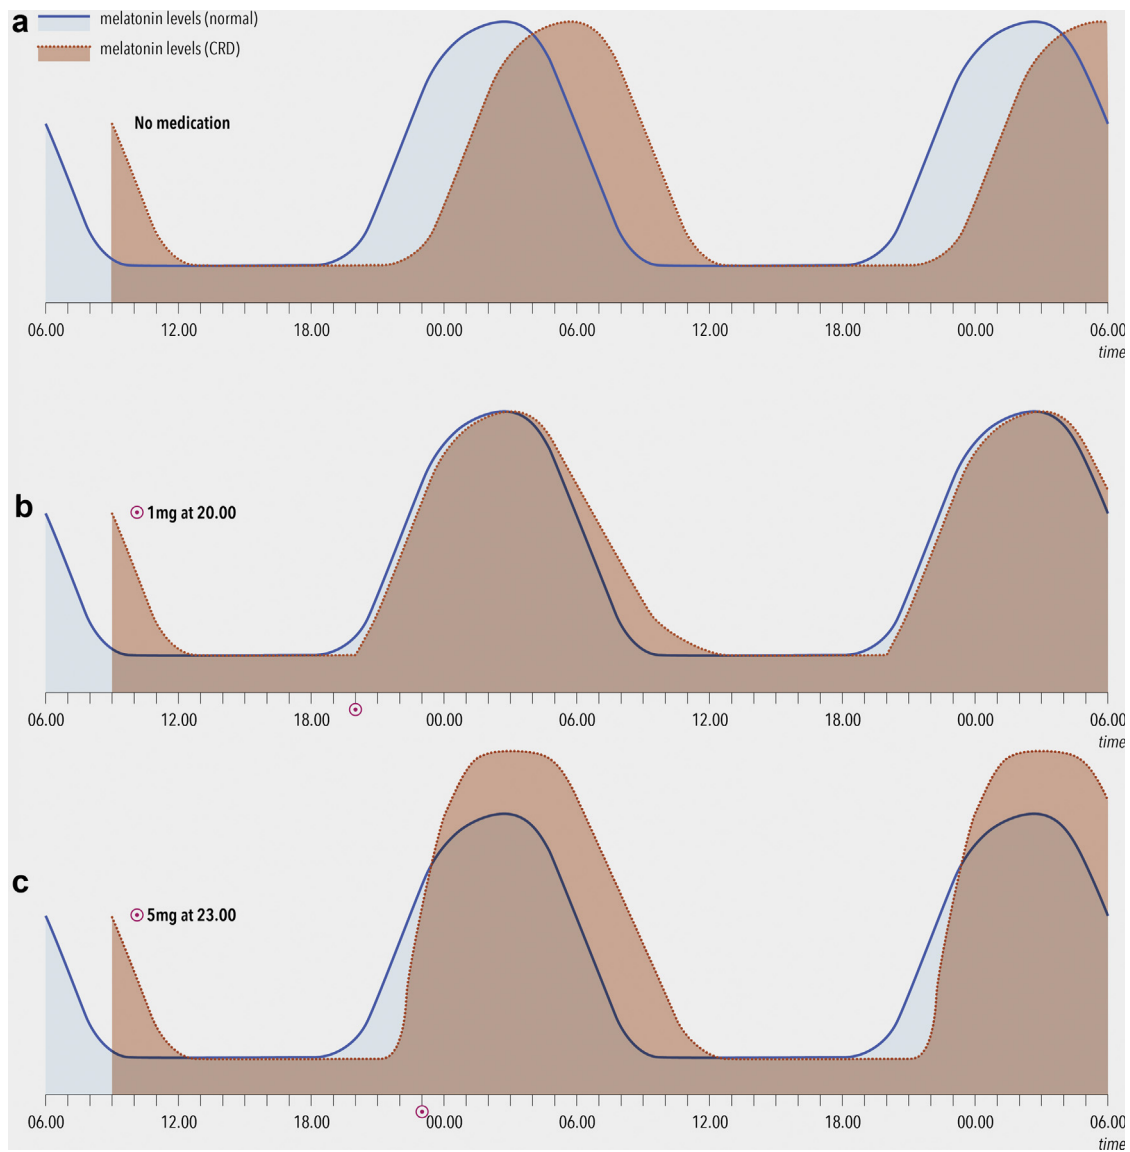 a
melatonin levels (normal)
melatonin levels (CRD)
No medication
06.00 12.00 18.00 00.00 06.00 12.00 18.00 00.00 06.00
time
b
1mg at 20.00
06.00 12.00 18.00 00.00 06.00 12.00 18.00 00.00 06.00
time
c
5mg at 23.00
06.00 12.00 18.00 00.00 06.00 12.00 18.00 00.00 06.00
time